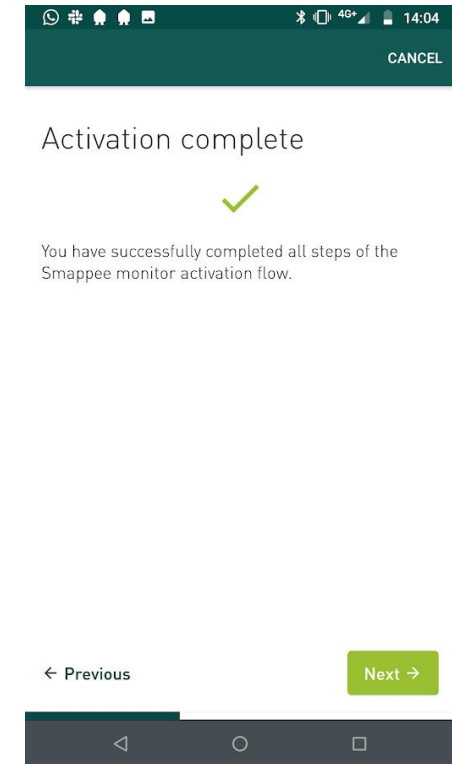 4G+ 14:04
CANCEL
Activation complete
You have successfully completed all steps of the
Smappee monitor activation flow.
← Previous
Next →